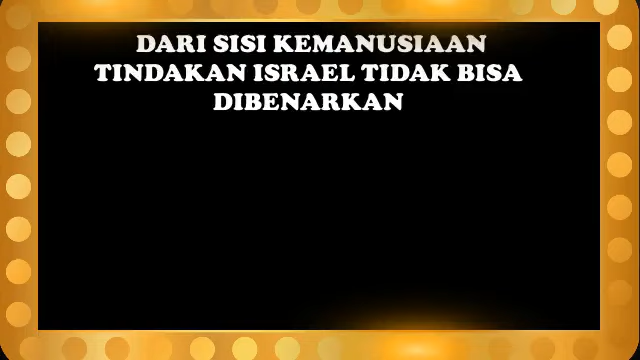 DARI SISI KEMANUSIAAN
TINDAKAN ISRAEL TIDAK BISA
DIBENARKAN